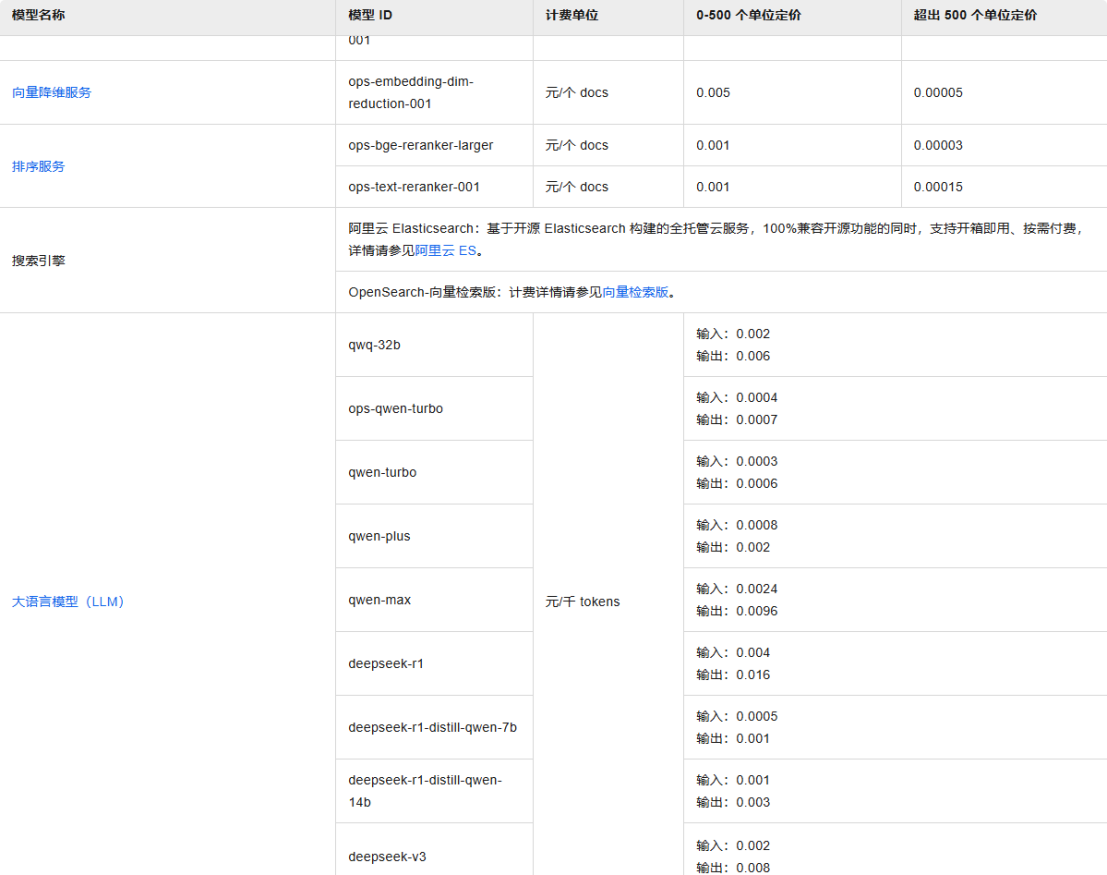 模型名称 模型 ID 计费单位 0-500 个单位定价 超出 500 个单位定价
001
向量降维服务 ops-embedding-dim-reduction-001 元/个 docs 0.005 0.00005
排序服务 ops-bge-reranker-larger 元/个 docs 0.001 0.00003
ops-text-reranker-001 元/个 docs 0.001 0.00015
搜索引擎
阿里云 Elasticsearch：基于开源 Elasticsearch 构建的全托管云服务，100%兼容开源功能的同时，支持开箱即用、按需付费，
详情请参见阿里云 ES。
OpenSearch-向量检索版：计费详情请参见向量检索版。
大语言模型（LLM）
元/千 tokens
qwq-32b
输入：0.002
输出：0.006
ops-qwen-turbo
输入：0.0004
输出：0.0007
qwen-turbo
输入：0.0003
输出：0.0006
qwen-plus
输入：0.0008
输出：0.002
qwen-max
输入：0.0024
输出：0.0096
deepseek-r1
输入：0.004
输出：0.016
deepseek-r1-distill-qwen-7b
输入：0.0005
输出：0.001
deepseek-r1-distill-qwen-
14b
输入：0.001
输出：0.003
deepseek-v3
输入：0.002
输出：0.008